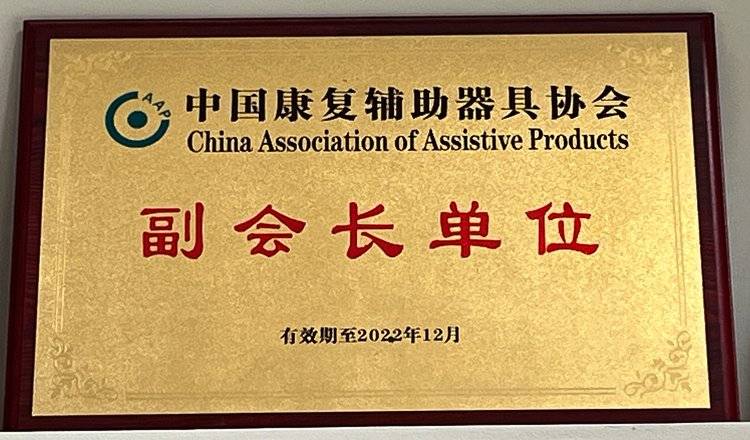 CAAP
中国康复辅助器具协会
China Association of Assistive Products
副会长单位
有效期至2022年12月